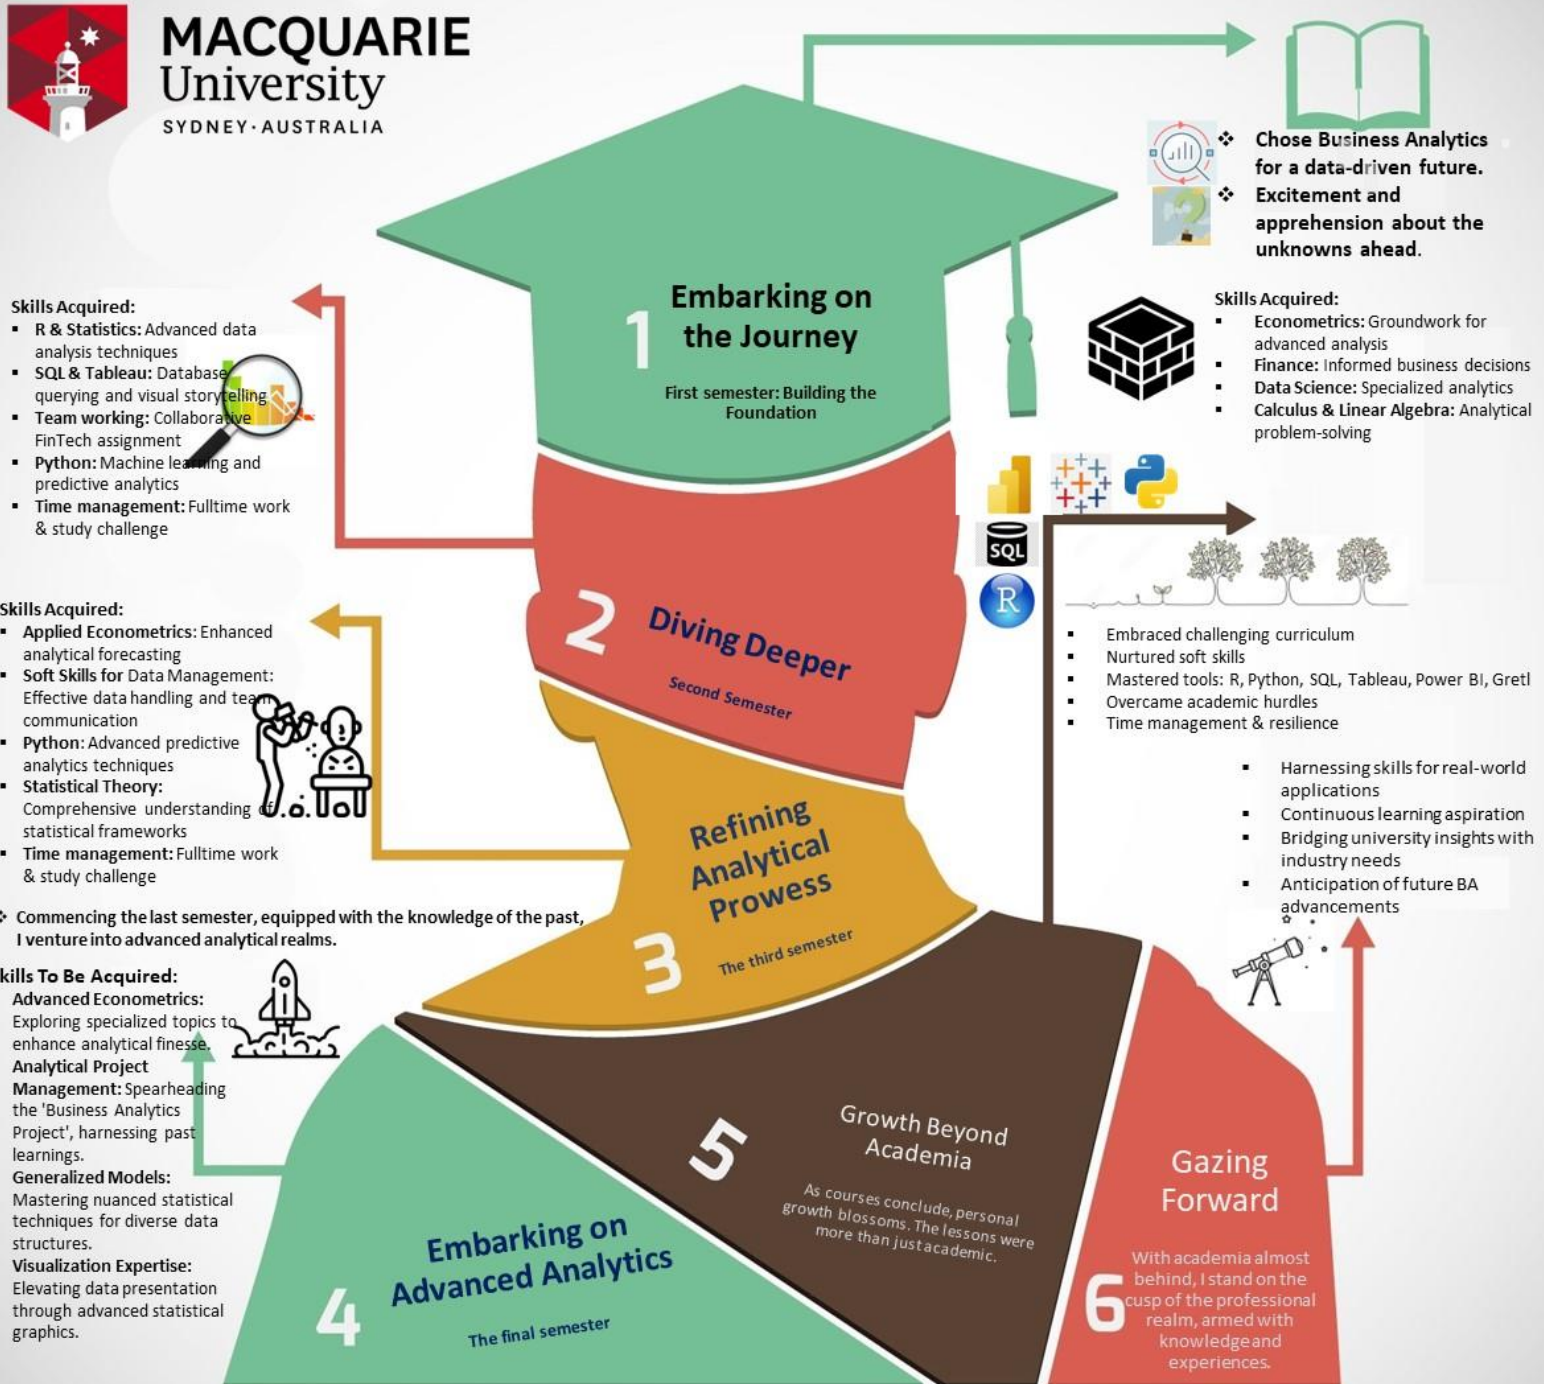 MACQUARIE
University
SYDNEY·AUSTRALIA
Chose Business Analytics
for a data-driven future.
Excitement and
apprehension about the
unknowns ahead.
1
Embarking on
the Journey
First semester: Building the
Foundation
Skills Acquired:
Econometrics: Groundwork for
advanced analysis
Finance: Informed business decisions
Data Science: Specialized analytics
Calculus & Linear Algebra: Analytical
problem-solving
Skills Acquired:
R & Statistics: Advanced data
analysis techniques
SQL & Tableau: Database
querying and visual storytelling
Team working: Collaborative
FinTech assignment
Python: Machine learning and
predictive analytics
Time management: Fulltime work
& study challenge
2
Diving Deeper
Second Semester
SQL
R
Embraced challenging curriculum
Nurtured soft skills
Mastered tools: R, Python, SQL, Tableau, Power BI, Gretl
Overcame academic hurdles
Time management & resilience
Skills Acquired:
Applied Econometrics: Enhanced
analytical forecasting
Soft Skills for Data Management:
Effective data handling and team
communication
Python: Advanced predictive
analytics techniques
Statistical Theory:
Comprehensive understanding of
statistical frameworks
Time management: Fulltime work
& study challenge
3
Refining
Analytical
Prowess
The third semester
Harnessing skills for real-world
applications
Continuous learning aspiration
Bridging university insights with
industry needs
Anticipation of future BA
advancements
Commencing the last semester, equipped with the knowledge of the past,
I venture into advanced analytical realms.
kills To Be Acquired:
Advanced Econometrics:
Exploring specialized topics to
enhance analytical finesse.
Analytical Project
Management: Spearheading
the 'Business Analytics
Project', harnessing past
learnings.
Generalized Models:
Mastering nuanced statistical
techniques for diverse data
structures.
Visualization Expertise:
Elevating data presentation
through advanced statistical
graphics.
4
Embarking on
Advanced Analytics
The final semester
5
Growth Beyond
Academia
As courses conclude, personal
growth blossoms. The lessons were
more than just academic.
Gazing
Forward
6
With academia almost
behind, I stand on the
cusp of the professional
realm, armed with
knowledge and
experiences.